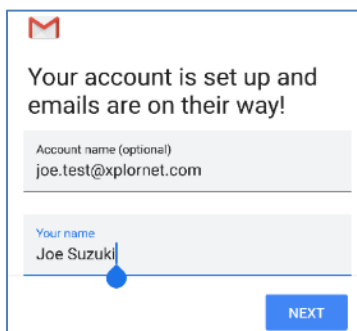 Your account is set up and
emails are on their way!
Account name (optional)
joe.test@xplornet.com
Your name
Joe Suzuki
NEXT